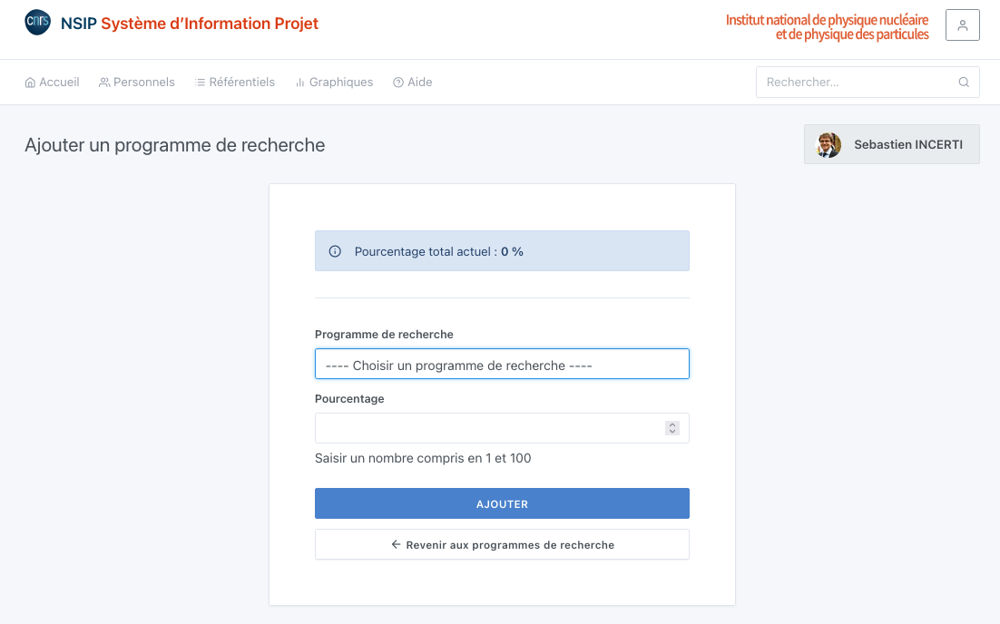 cnrs
NSIP Système d'Information Projet
Institut national de physique nucléaire
et de physique des particules
Accueil
Personnels
Référentiels
Graphiques
Aide
Rechercher...
Ajouter un programme de recherche
Sebastien INCERTI
Pourcentage total actuel : 0 %
Programme de recherche
---- Choisir un programme de recherche ----
Pourcentage
Saisir un nombre compris en 1 et 100
AJOUTER
← Revenir aux programmes de recherche